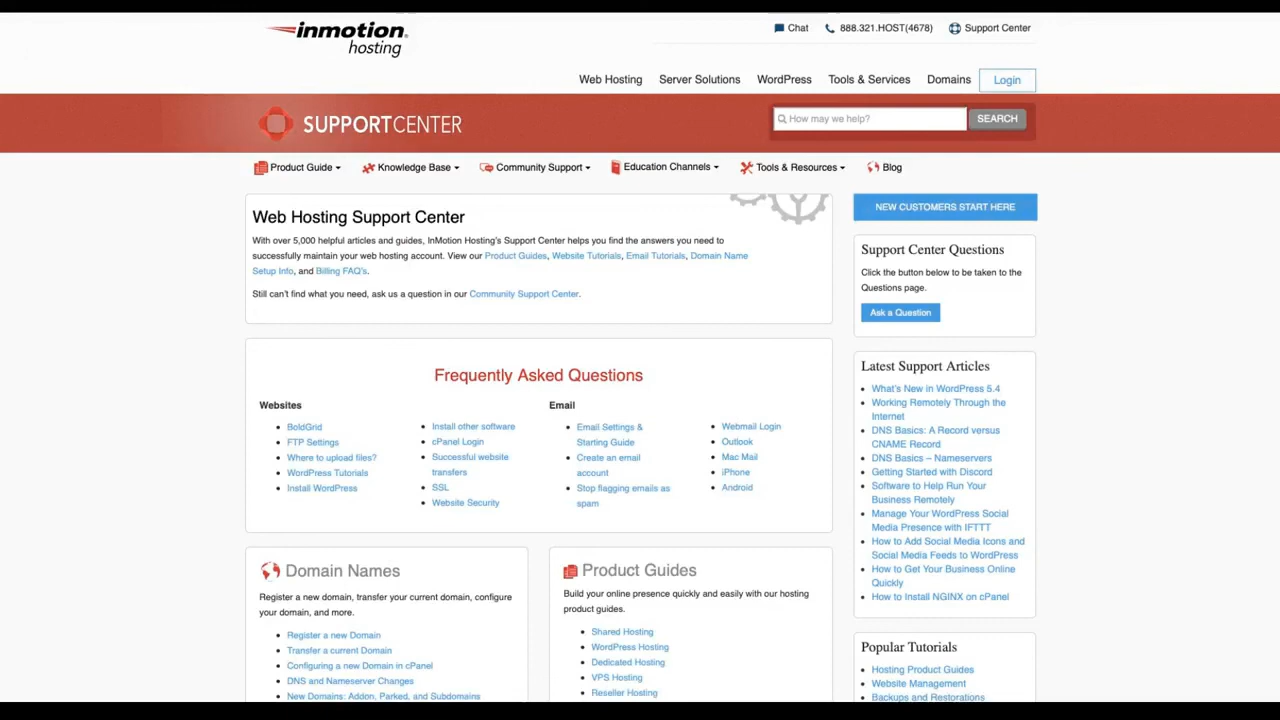 inmotion
hosting
Chat
888.321.HOST(4678)
Support Center
Web Hosting
Server Solutions
WordPress
Tools & Services
Domains
Login
SUPPORTCENTER
How may we help?
SEARCH
Product Guide
Knowledge Base
Community Support
Education Channels
Tools & Resources
Blog
Web Hosting Support Center
With over 5,000 helpful articles and guides, InMotion Hosting's Support Center helps you find the answers you need to
successfully maintain your web hosting account. View our Product Guides, Website Tutorials, Email Tutorials, Domain Name
Setup Info, and Billing FAQ's.
Still can't find what you need, ask us a question in our Community Support Center.
Frequently Asked Questions
Websites
BoldGrid
FTP Settings
Where to upload files?
WordPress Tutorials
Install WordPress
Install other software
cPanel Login
Successful website
transfers
SSL
Website Security
Email
Email Settings &
Starting Guide
Create an email
account
Stop flagging emails as
spam
Webmail Login
Outlook
Mac Mail
iPhone
Android
Domain Names
Register a new domain, transfer your current domain, configure
your domain, and more.
Register a new Domain
Transfer a current Domain
Configuring a new Domain in cPanel
DNS and Nameserver Changes
New Domains: Addon, Parked, and Subdomains
Product Guides
Build your online presence quickly and easily with our hosting
product guides.
Shared Hosting
WordPress Hosting
Dedicated Hosting
VPS Hosting
Reseller Hosting
NEW CUSTOMERS START HERE
Support Center Questions
Click the button below to be taken to the
Questions page.
Ask a Question
Latest Support Articles
What's New in WordPress 5.4
Working Remotely Through the
Internet
DNS Basics: A Record versus
CNAME Record
DNS Basics – Nameservers
Getting Started with Discord
Software to Help Run Your
Business Remotely
Manage Your WordPress Social
Media Presence with IFTTT
How to Add Social Media Icons and
Social Media Feeds to WordPress
How to Get Your Business Online
Quickly
How to Install NGINX on cPanel
Popular Tutorials
Hosting Product Guides
Website Management
Backups and Restorations